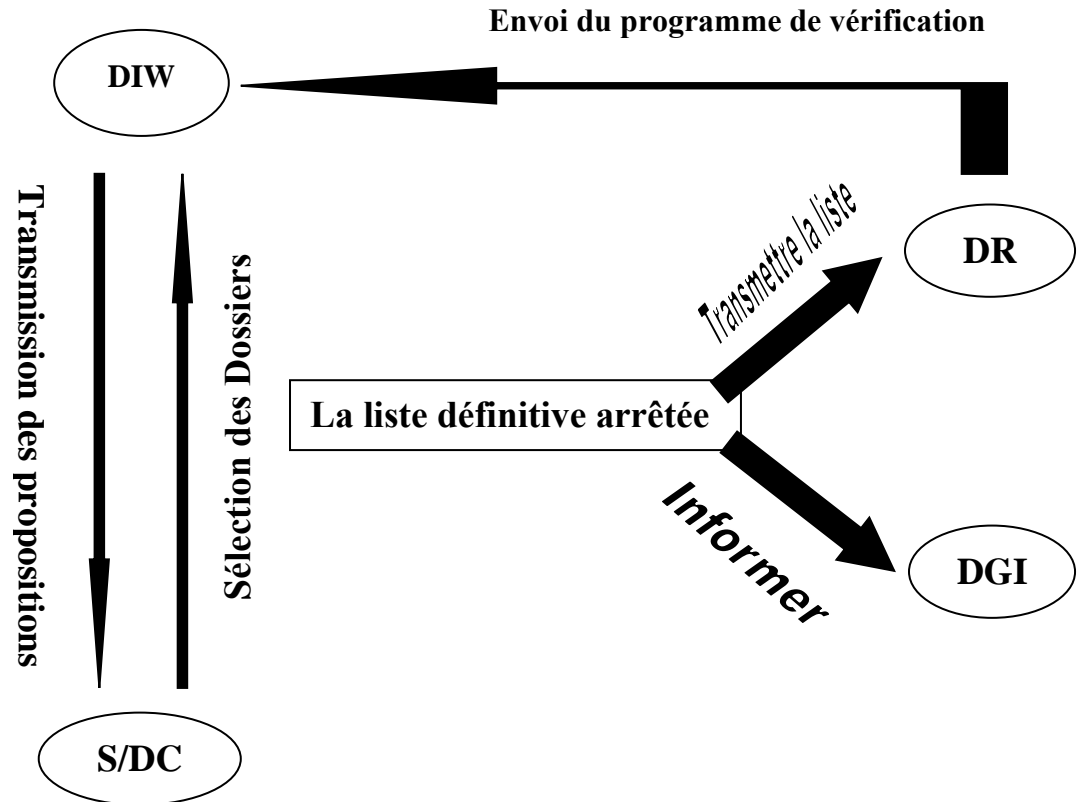 Envoi du programme de vérification
DIW
Transmission des propositions
Sélection des Dossiers
Transmettre la liste
DR
La liste définitive arrêtée
Informer
DGI
S/DC